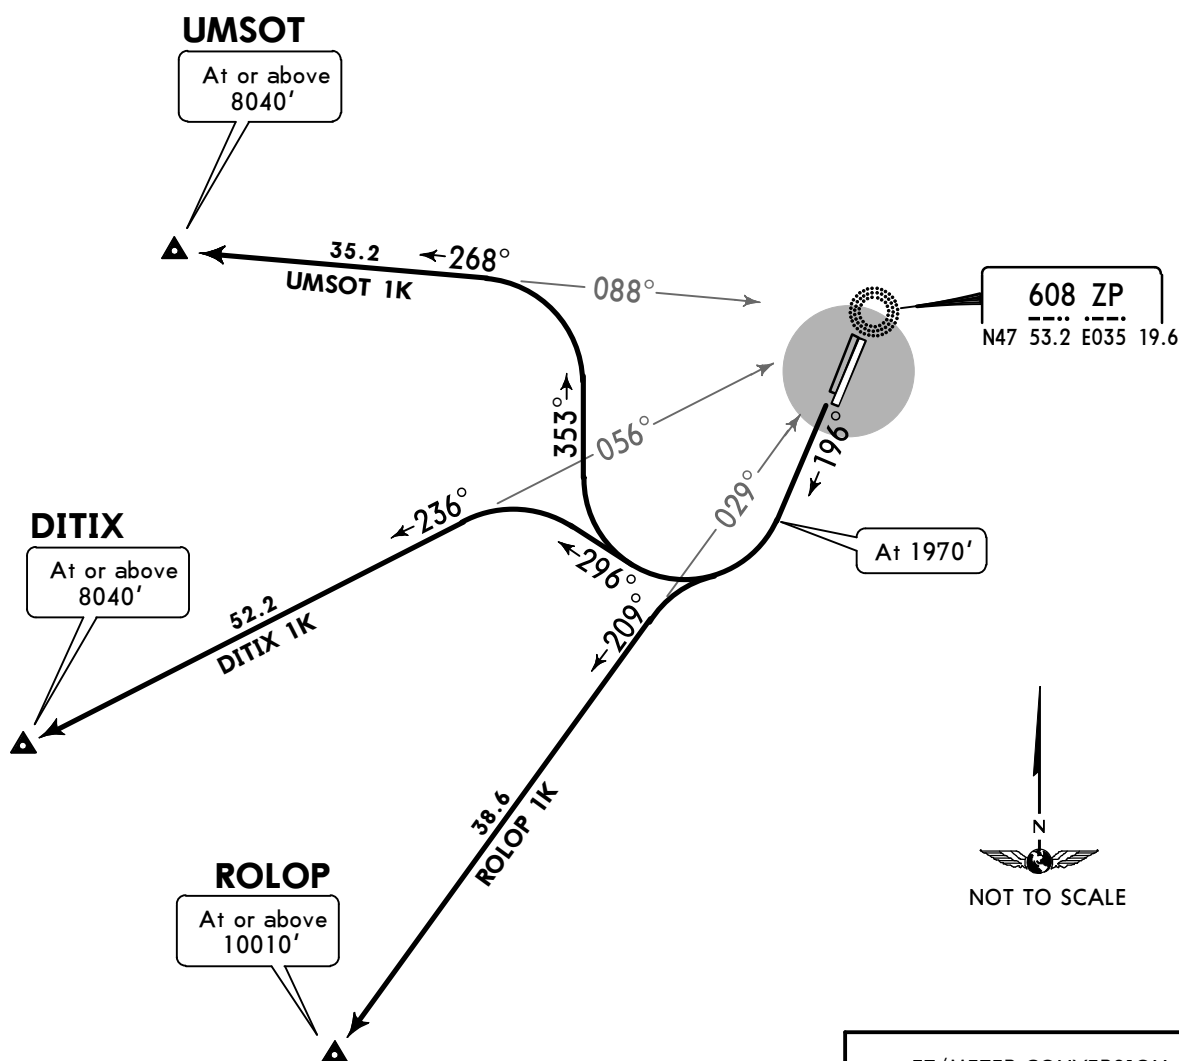 UMSOT
At or above
8040'
35.2
←268°
UMSOT 1K
088°
608 ZP
N47 53.2 E035 19.6
353°→
056°
←196°
029°
DITIX
At or above
8040'
←236°
←296°
At 1970'
52.2
DITIX 1K
←209°
38.6
ROLOP 1K
N
NOT TO SCALE
ROLOP
At or above
10010'